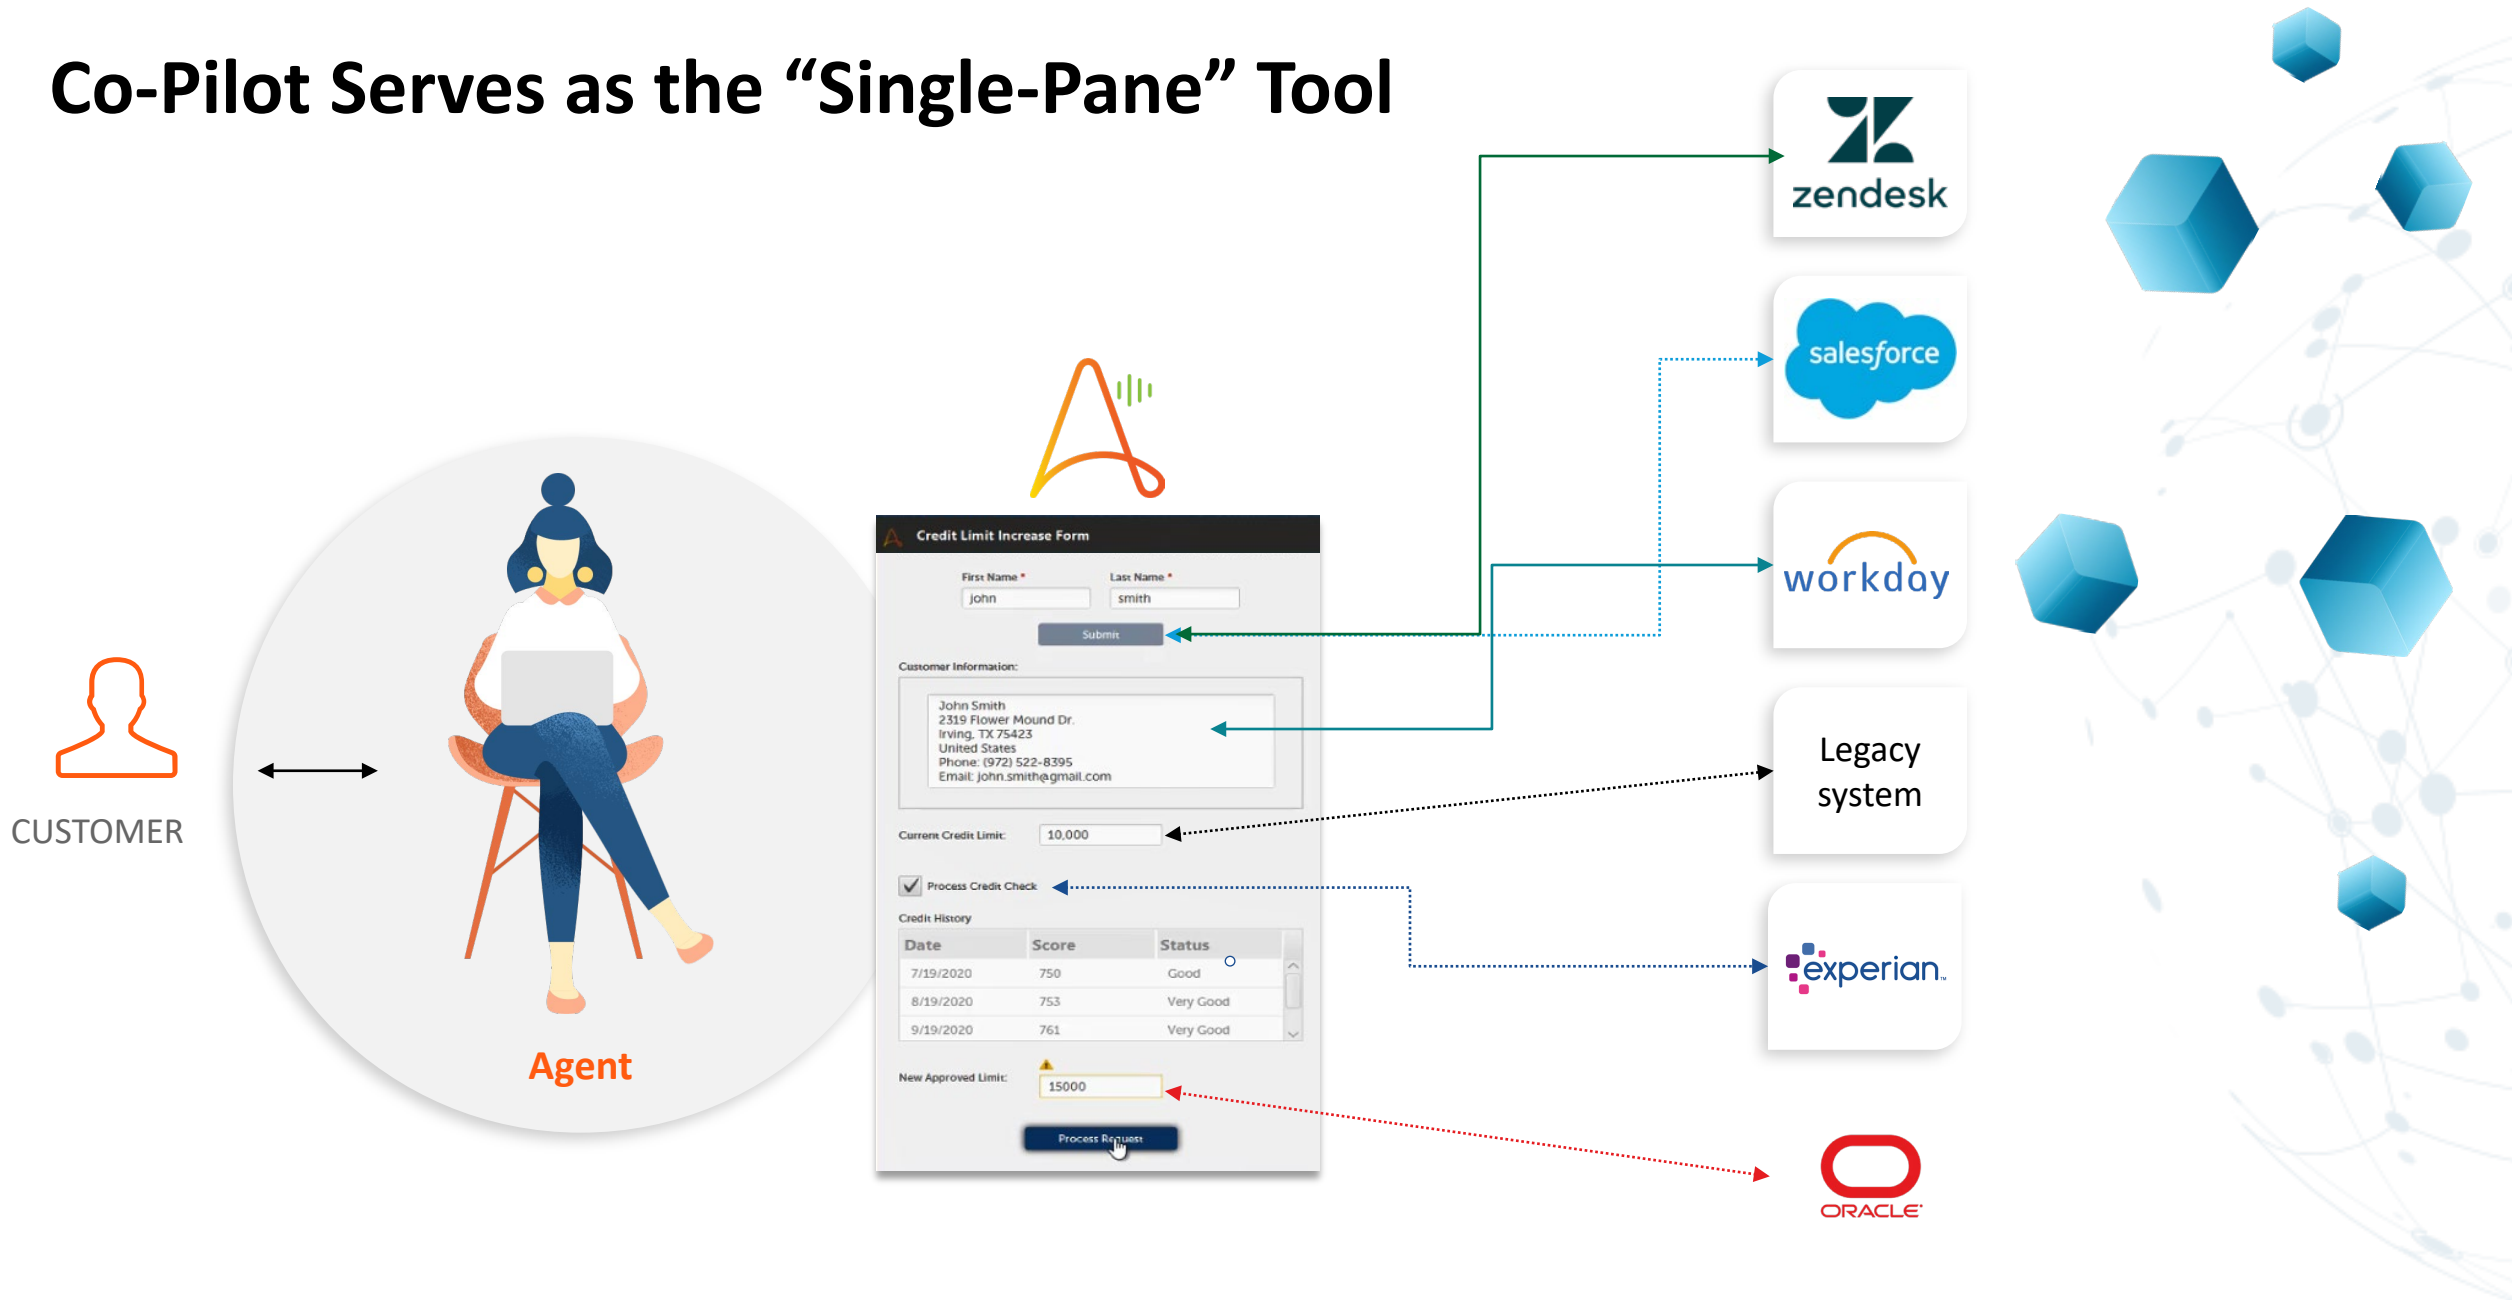 Co-Pilot Serves as the “Single-Pane” Tool
CUSTOMER
Agent
Credit Limit Increase Form
First Name * Last Name *
john smith
Submit
Customer Information:
John Smith
2319 Flower Mound Dr.
Irving, TX 75423
United States
Phone: (972) 522-8395
Email: john.smith@gmail.com
Current Credit Limit: 10,000
Process Credit Check
Credit History
Date Score Status
7/19/2020 750 Good
8/19/2020 753 Very Good
9/19/2020 761 Very Good
New Approved Limit: 15000
Process Request
zendesk
salesforce
workday
Legacy
system
experian™
ORACLE®